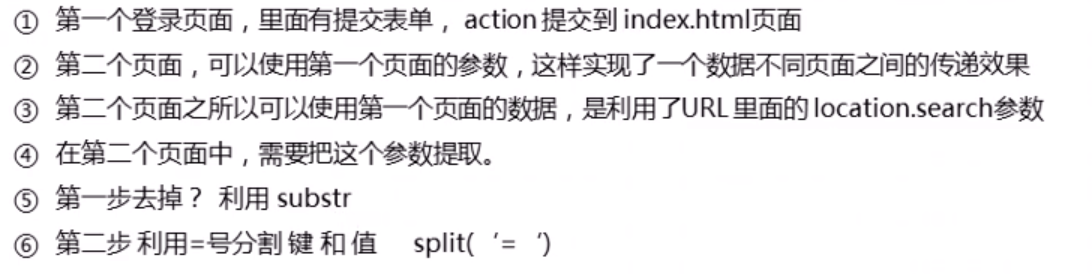 ① 第一个登录页面，里面有提交表单， action 提交到 index.html页面
② 第二个页面，可以使用第一个页面的参数，这样实现了一个数据不同页面之间的传递效果
③ 第二个页面之所以可以使用第一个页面的数据，是利用了URL 里面的 location.search参数
④ 在第二个页面中，需要把这个参数提取。
⑤ 第一步去掉？ 利用 substr
⑥ 第二步 利用=号分割 键 和 值 split(‘=‘)